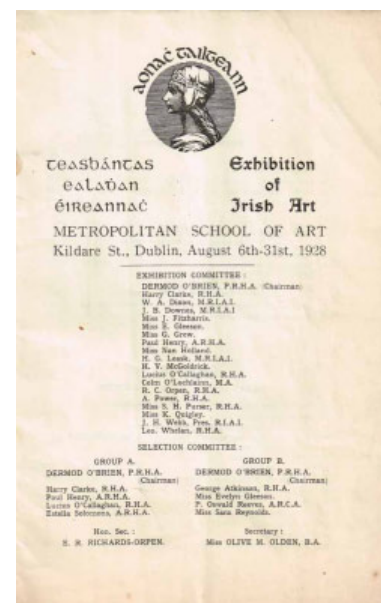 aonaċ tailteann
teasbántas
ealaḋan
éireannaċ
Exhibition
of
Irish Art
METROPOLITAN SCHOOL OF ART
Kildare St., Dublin, August 6th-31st, 1928
EXHIBITION COMMITTEE :
DERMOD O'BRIEN, P.R.H.A. (Chairman)
Harry Clarke, R.H.A.
W. A. Dixon, M.R.I.A.I.
J. B. Downes, M.R.I.A.I
Miss J. Fitzharris.
Miss E. Gleeson.
Miss G. Grew.
Paul Henry, A.R.H.A.
Miss Nan Holland.
H. G. Leask, M.R.I.A.I.
H. V. McGoldrick.
Lucius O'Callaghan, R.H.A.
Colm O'Lochlainn, M.A.
R. C. Orpen, R.H.A.
A. Power, R.H.A.
Miss S. H. Purser, R.H.A.
Miss K. Quigley.
J. H. Webb, Pres. R.I.A.I.
Leo. Whelan, R.H.A.
SELECTION COMMITTEE :
GROUP A.
DERMOD O'BRIEN, P.R.H.A.
(Chairman)
Harry Clarke, R.H.A.
Paul Henry, A.R.H.A.
Lucius O'Callaghan, R.H.A.
Estella Solomons, A.R.H.A.
Hon. Sec. :
E. R. RICHARDS-ORPEN.
GROUP B.
DERMOD O'BRIEN, P.R.H.A.
(Chairman)
George Atkinson, R.H.A.
Miss Evelyn Gleeson.
P. Oswald Reeves, A.R.C.A.
Miss Sara Reynolds.
Secretary :
Miss OLIVE M. OLDEN, B.A.